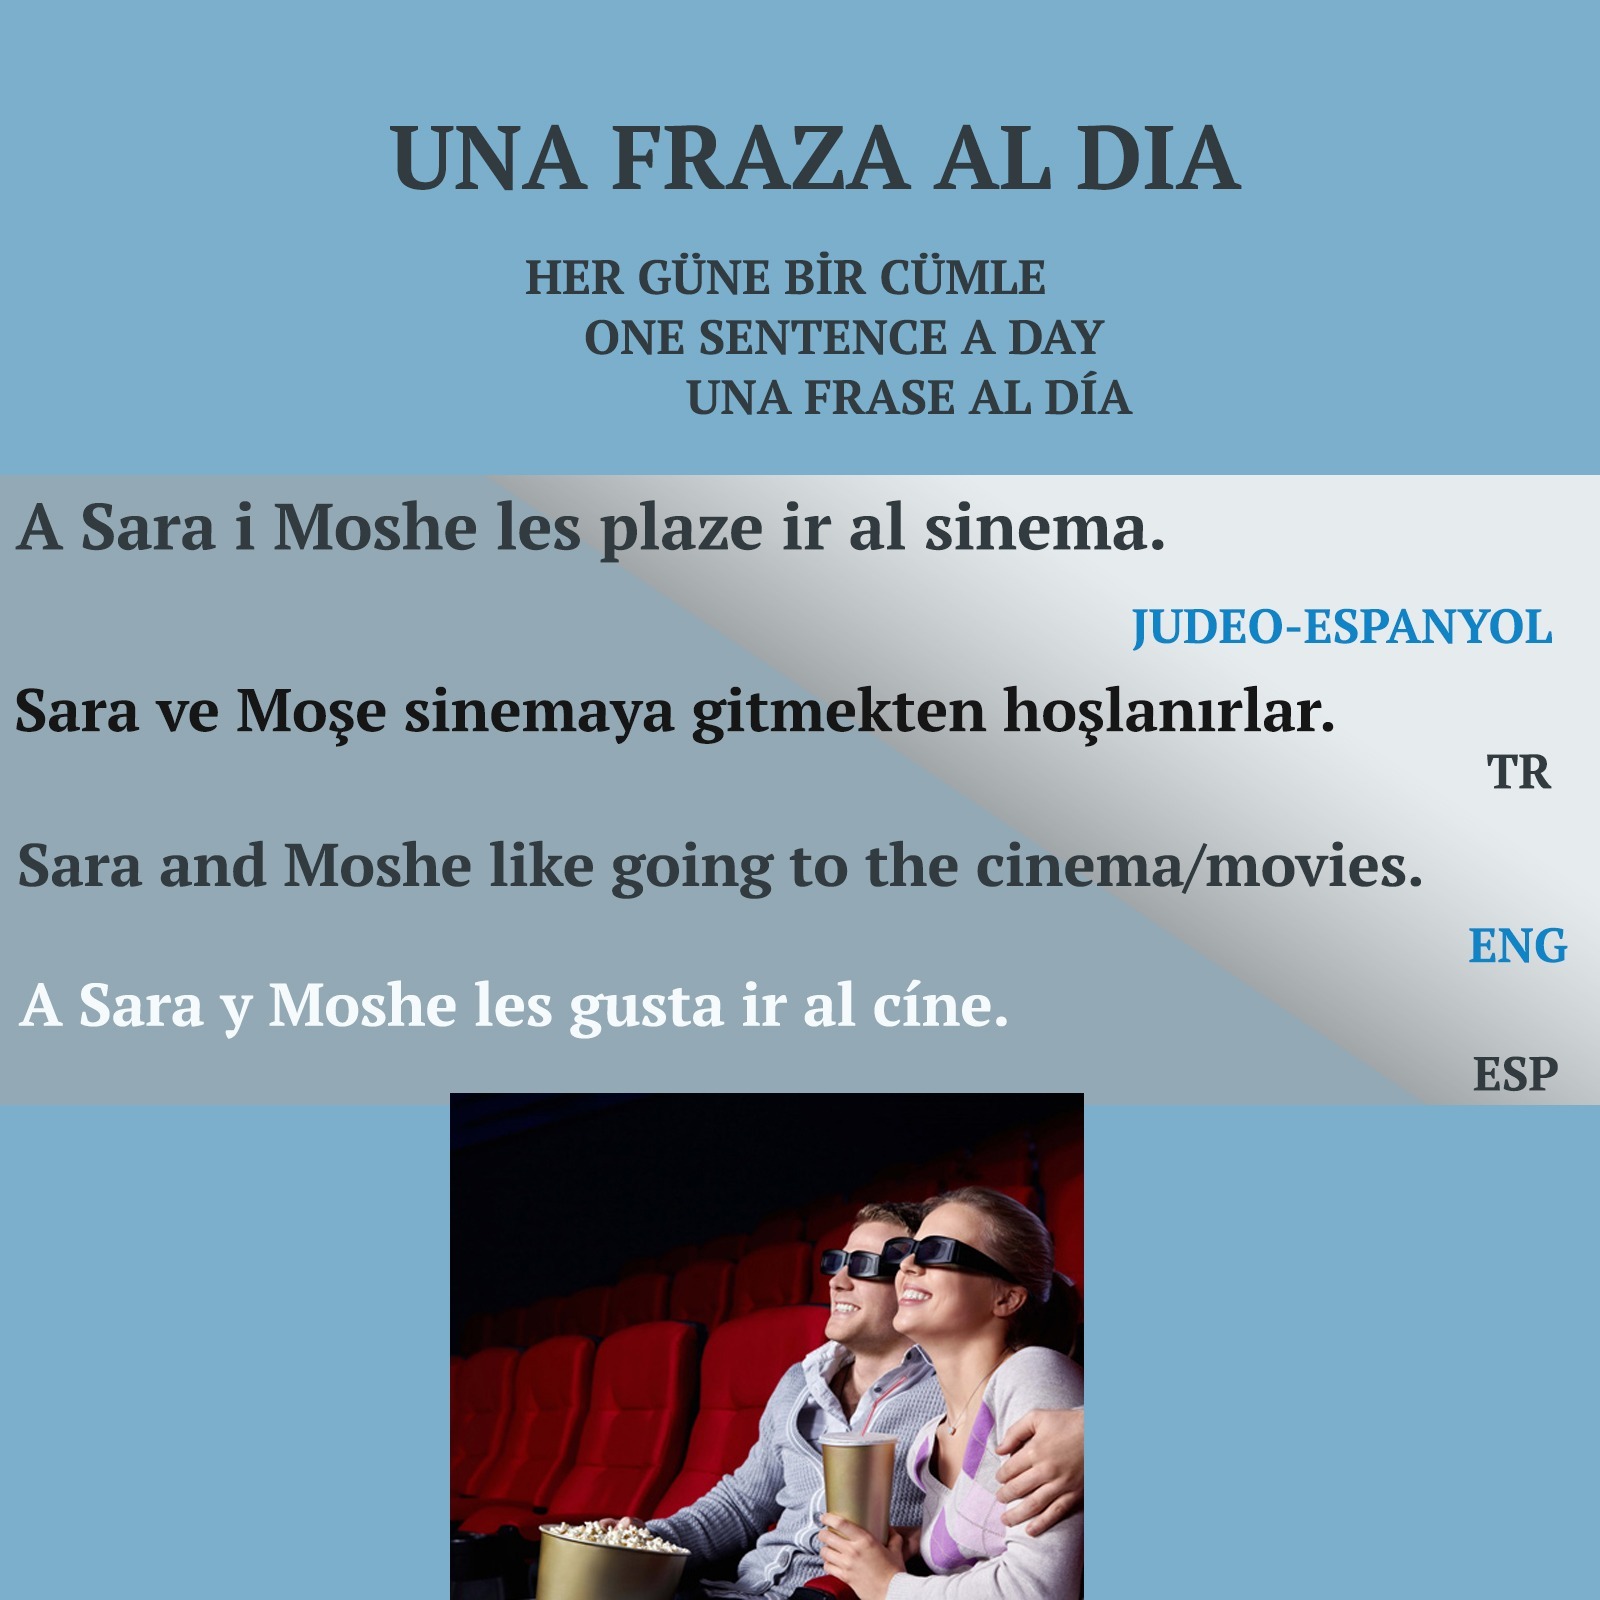 UNA FRAZA AL DIA
HER GÜNE BİR CÜMLE
ONE SENTENCE A DAY
UNA FRASE AL DÍA
A Sara i Moshe les plaze ir al sinema.
JUDEO-ESPANYOL
Sara ve Moşe sinemaya gitmekten hoşlanırlar.
TR
Sara and Moshe like going to the cinema/movies.
ENG
A Sara y Moshe les gusta ir al cíne.
ESP